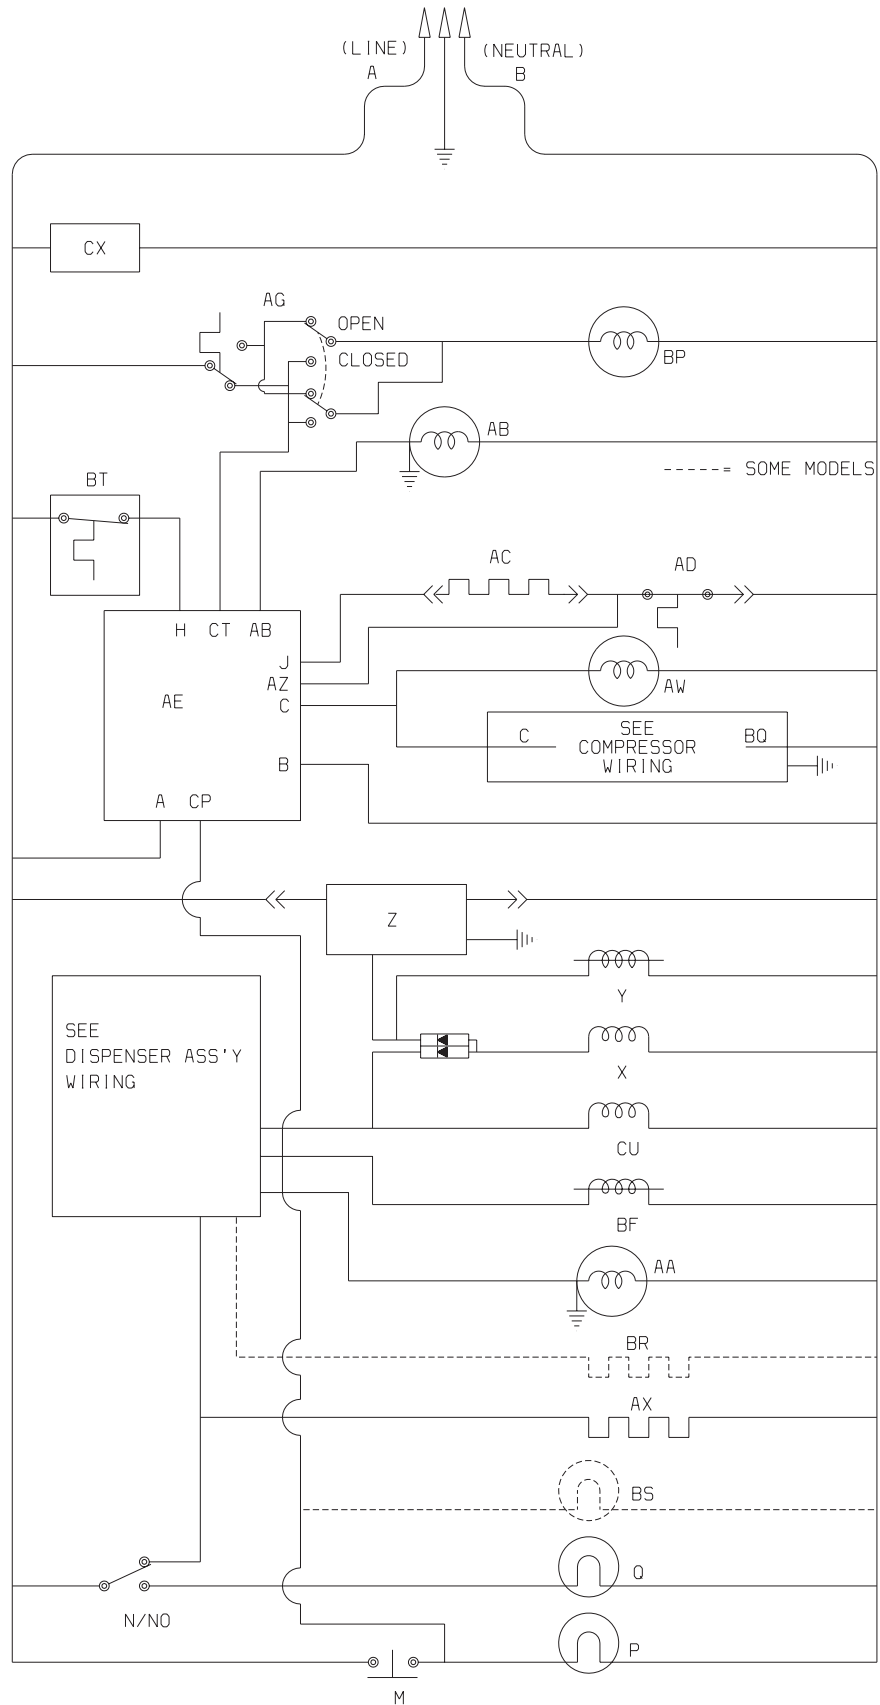 (LINE)
A
(NEUTRAL)
B
CX
AG
OPEN
CLOSED
BP
AB
----- = SOME MODELS
BT
AC
AD
H CT AB
J
AZ
C
AE
B
A CP
AW
C
SEE
COMPRESSOR
WIRING
BQ
Z
Y
SEE
DISPENSER ASS'Y
WIRING
X
CU
BF
AA
BR
AX
BS
Q
N/NO
P
M